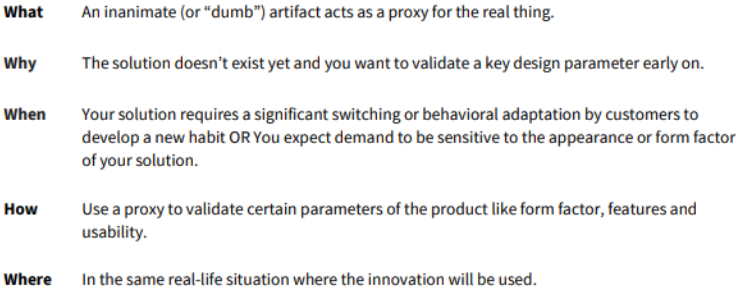 What An inanimate (or “dumb”) artifact acts as a proxy for the real thing.
Why The solution doesn’t exist yet and you want to validate a key design parameter early on.
When Your solution requires a significant switching or behavioral adaptation by customers to
develop a new habit OR You expect demand to be sensitive to the appearance or form factor
of your solution.
How Use a proxy to validate certain parameters of the product like form factor, features and
usability.
Where In the same real-life situation where the innovation will be used.